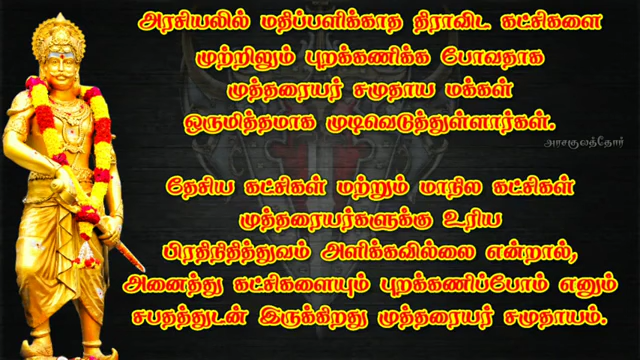 அரசியலில் மதிப்பளிக்காத திராவிட கட்சிகளை
முற்றிலும் புறக்கணிக்க போவதாக
முத்தரையர் சமுதாய மக்கள்
ஒருமித்தமாக முடிவெடுத்துள்ளார்கள்.
அரசகுலத்தோர்
தேசிய கட்சிகள் மற்றும் மாநில கட்சிகள்
முத்தரையர்களுக்கு உரிய
பிரதிநிதித்துவம் அளிக்கவில்லை என்றால்,
அனைத்து கட்சிகளையும் புறக்கணிப்போம் எனும்
சபதத்துடன் இருக்கிறது முத்தரையர் சமுதாயம்.